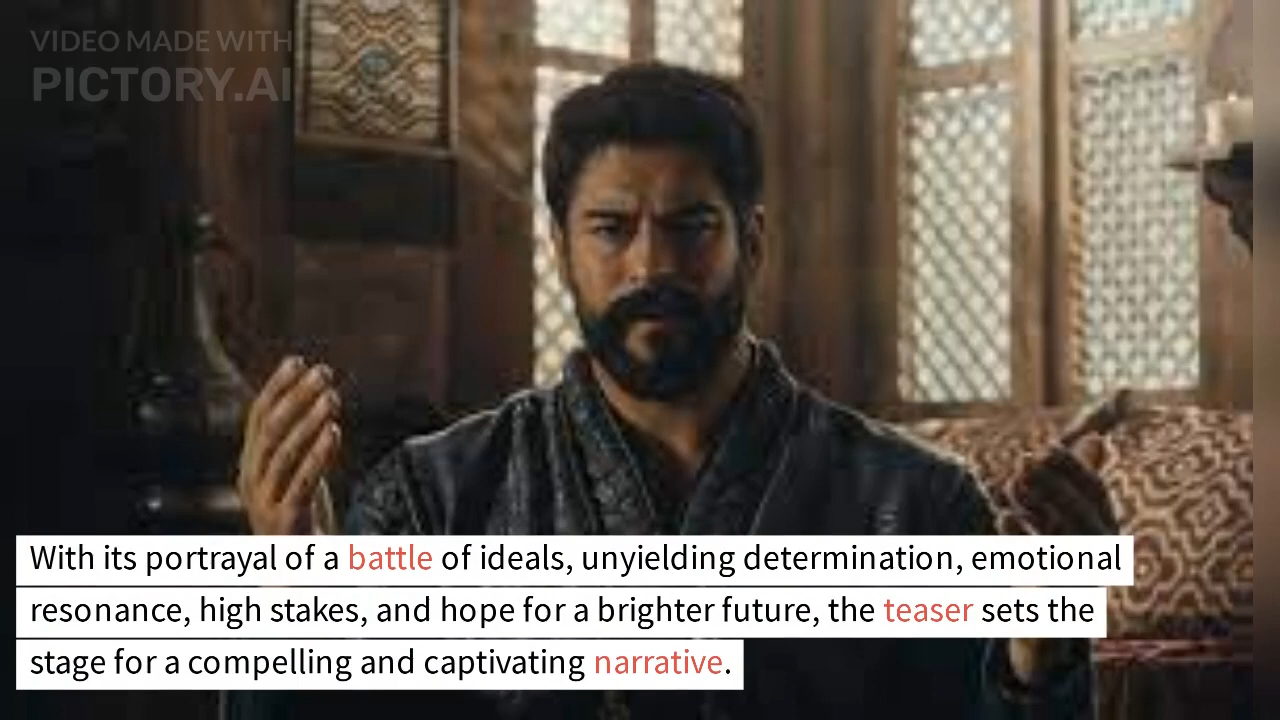 VIDEO MADE WITH
PICTORY.AI
With its portrayal of a battle of ideals, unyielding determination, emotional
resonance, high stakes, and hope for a brighter future, the teaser sets the
stage for a compelling and captivating narrative.